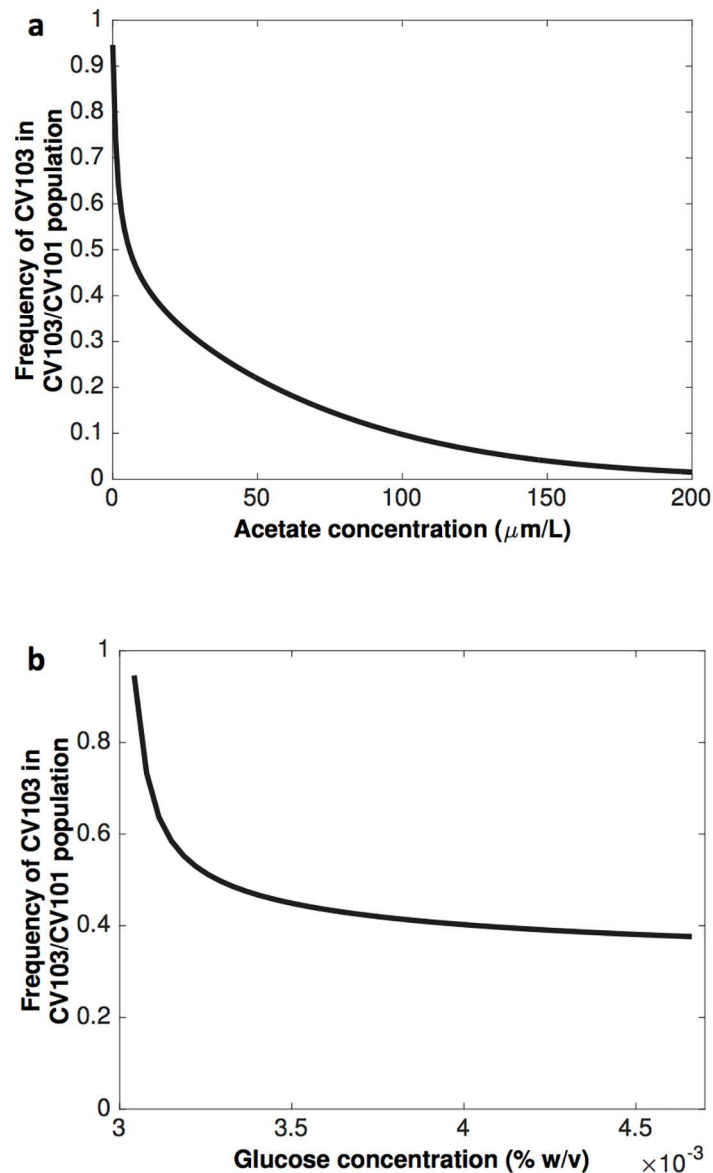 a
1
0.9
0.8
0.7
0.6
0.5
0.4
0.3
0.2
0.1
0
Frequency of CV103 in
CV103/CV101 population
0 50 100 150 200
Acetate concentration (μm/L)
b
1
0.8
0.6
0.4
0.2
0
Frequency of CV103 in
CV103/CV101 population
3 3.5 4 4.5
×10⁻³
Glucose concentration (% w/v)